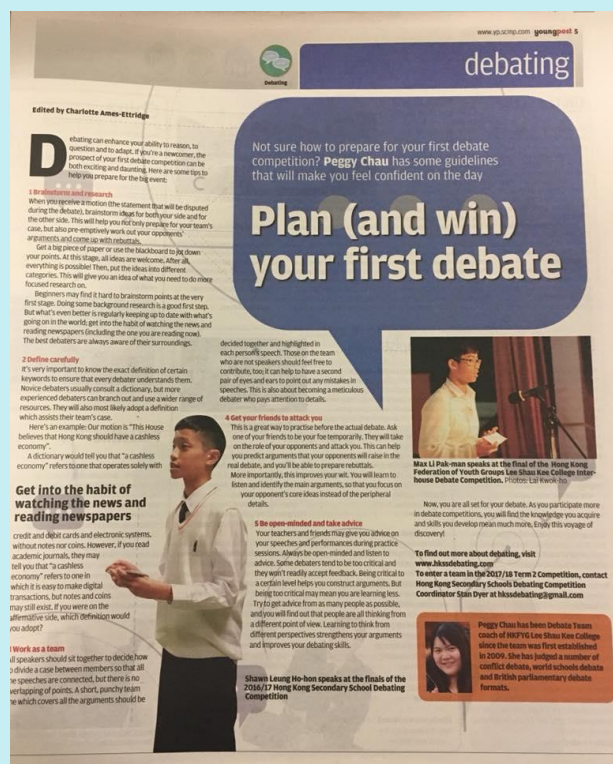 www.yp.scmp.com youngpost 5
Debating
debating
Edited by Charlotte Ames-Ettridge
Not sure how to prepare for your first debate
competition? Peggy Chau has some guidelines
that will make you feel confident on the day
Plan (and win)
your first debate
Debating can enhance your ability to reason, to
question and to adapt. If you're a newcomer, the
prospect of your first debate competition can be
both exciting and daunting. Here are some tips to
help you prepare for the big event:
1 Brainstorm and research
When you receive a motion (the statement that will be disputed
during the debate), brainstorm ideas for both your side and for
the other side. This will help you not only prepare for your team's
case, but also pre-emptively work out your opponents'
arguments and come up with rebuttals.
Get a big piece of paper or use the blackboard to jot down
your points. At this stage, all ideas are welcome. After all,
everything is possible! Then, put the ideas into different
categories. This will give you an idea of what you need to do more
focused research on.
Beginners may find it hard to brainstorm points at the very
first stage. Doing some background research is a good first step.
But what's even better is regularly keeping up to date with what's
going on in the world; get into the habit of watching the news and
reading newspapers (including the one you are reading now).
The best debaters are always aware of their surroundings.
2 Define carefully
It's very important to know the exact definition of certain
keywords to ensure that every debater understands them.
Novice debaters usually consult a dictionary, but more
experienced debaters can branch out and use a wider range of
resources. They will also most likely adopt a definition
which assists their team's case.
Here's an example: Our motion is "This House
believes that Hong Kong should have a cashless
economy".
A dictionary would tell you that "a cashless
economy" refers to one that operates solely with
Get into the habit of
watching the news and
reading newspapers
credit and debit cards and electronic systems,
without notes nor coins. However, if you read
academic journals, they may
tell you that "a cashless
economy" refers to one in
which it is easy to make digital
transactions, but notes and coins
may still exist. If you were on the
affirmative side, which definition would
you adopt?
Work as a team
all speakers should sit together to decide how
to divide a case between members so that all
the speeches are connected, but there is no
overlapping of points. A short, punchy team
line which covers all the arguments should be
decided together and highlighted in
each person's speech. Those on the team
who are not speakers should feel free to
contribute, too; it can help to have a second
pair of eyes and ears to point out any mistakes in
speeches. This is also about becoming a meticulous
debater who pays attention to details.
4 Get your friends to attack you
This is a great way to practise before the actual debate. Ask
one of your friends to be your foe temporarily. They will take
on the role of your opponents and attack you. This can help
you predict arguments that your opponents will raise in the
real debate, and you'll be able to prepare rebuttals.
More importantly, this improves your wit. You will learn to
listen and identify the main arguments, so that you focus on
your opponent's core ideas instead of the peripheral
details.
5 Be open-minded and take advice
Your teachers and friends may give you advice on
your speeches and performances during practice
sessions. Always be open-minded and listen to
advice. Some debaters tend to be too critical and
they won't readily accept feedback. Being critical to
a certain level helps you construct arguments. But
being too critical may mean you are learning less.
Try to get advice from as many people as possible,
and you will find out that people are all thinking from
a different point of view. Learning to think from
different perspectives strengthens your arguments
and improves your debating skills.
Shawn Leung Ho-hon speaks at the finals of the
2016/17 Hong Kong Secondary School Debating
Competition
Max Li Pak-man speaks at the final of the Hong Kong
Federation of Youth Groups Lee Shau Kee College Inter-
house Debate Competition. Photos: Lai Kwok-ho
Now, you are all set for your debate. As you participate more
in debate competitions, you will find the knowledge you acquire
and skills you develop mean much more. Enjoy this voyage of
discovery!
To find out more about debating, visit
www.hkssdebating.com
To enter a team in the 2017/18 Term 2 Competition, contact
Hong Kong Secondary Schools Debating Competition
Coordinator Stan Dyer at hkssdebating@gmail.com
Peggy Chau has been Debate Team
coach of HKFYG Lee Shau Kee College
since the team was first established
in 2009. She has judged a number of
conflict debate, world schools debate
and British parliamentary debate
formats.